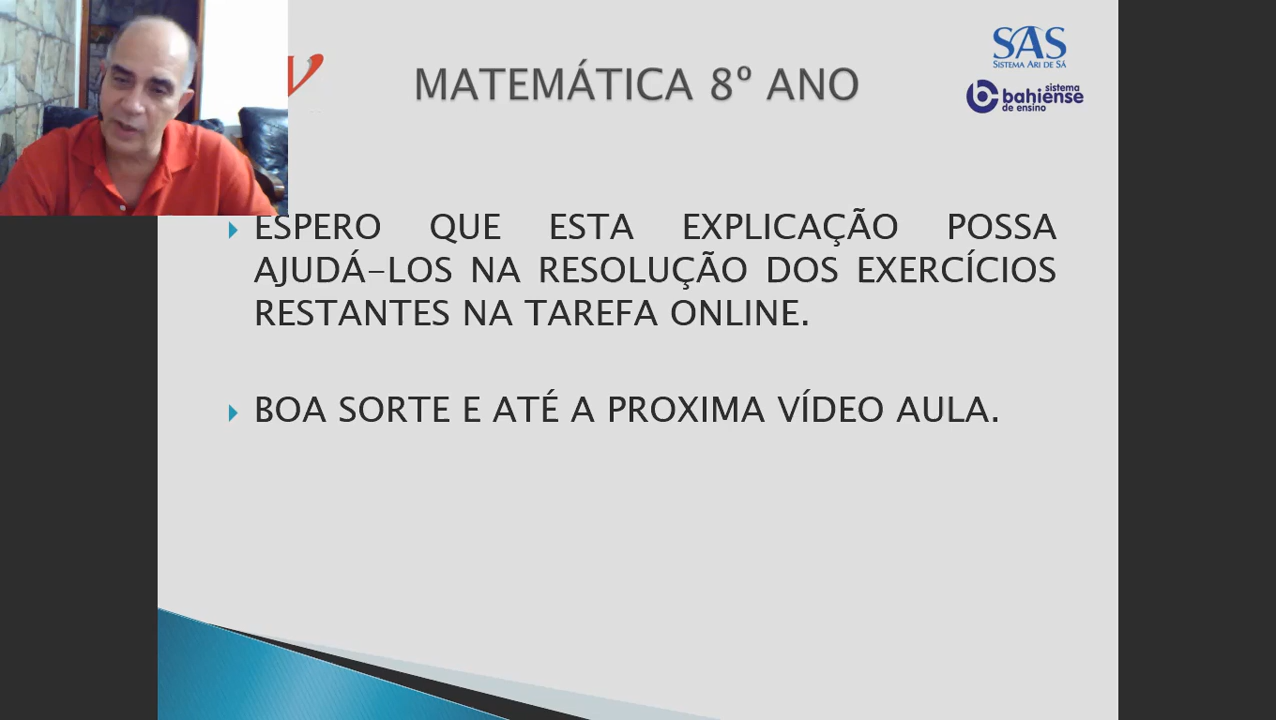 V
MATEMÁTICA 8º ANO
SAS
SISTEMA ARI DE SÁ
sistema
bahiense
de ensino
ESPERO QUE ESTA EXPLICAÇÃO POSSA
AJUDÁ-LOS NA RESOLUÇÃO DOS EXERCÍCIOS
RESTANTES NA TAREFA ONLINE.
BOA SORTE E ATÉ A PROXIMA VÍDEO AULA.